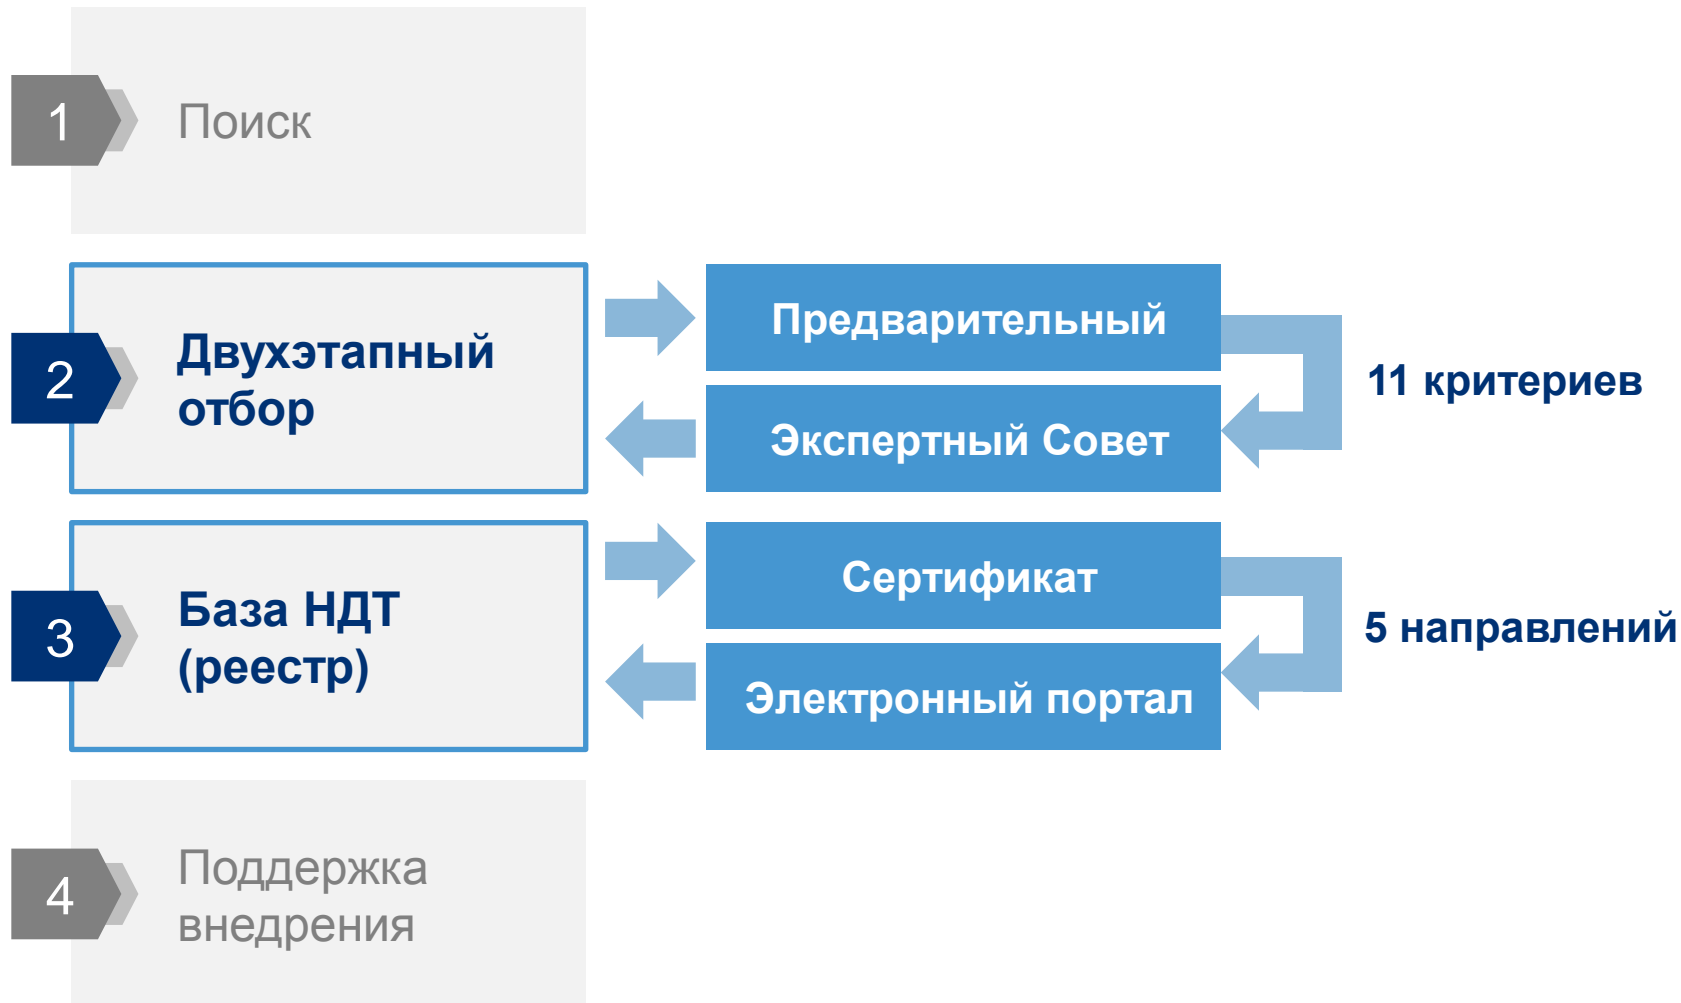 1
Поиск
2
Двухэтапный
отбор
Предварительный
Экспертный Совет
11 критериев
3
База НДТ
(реестр)
Сертификат
Электронный портал
5 направлений
4
Поддержка
внедрения